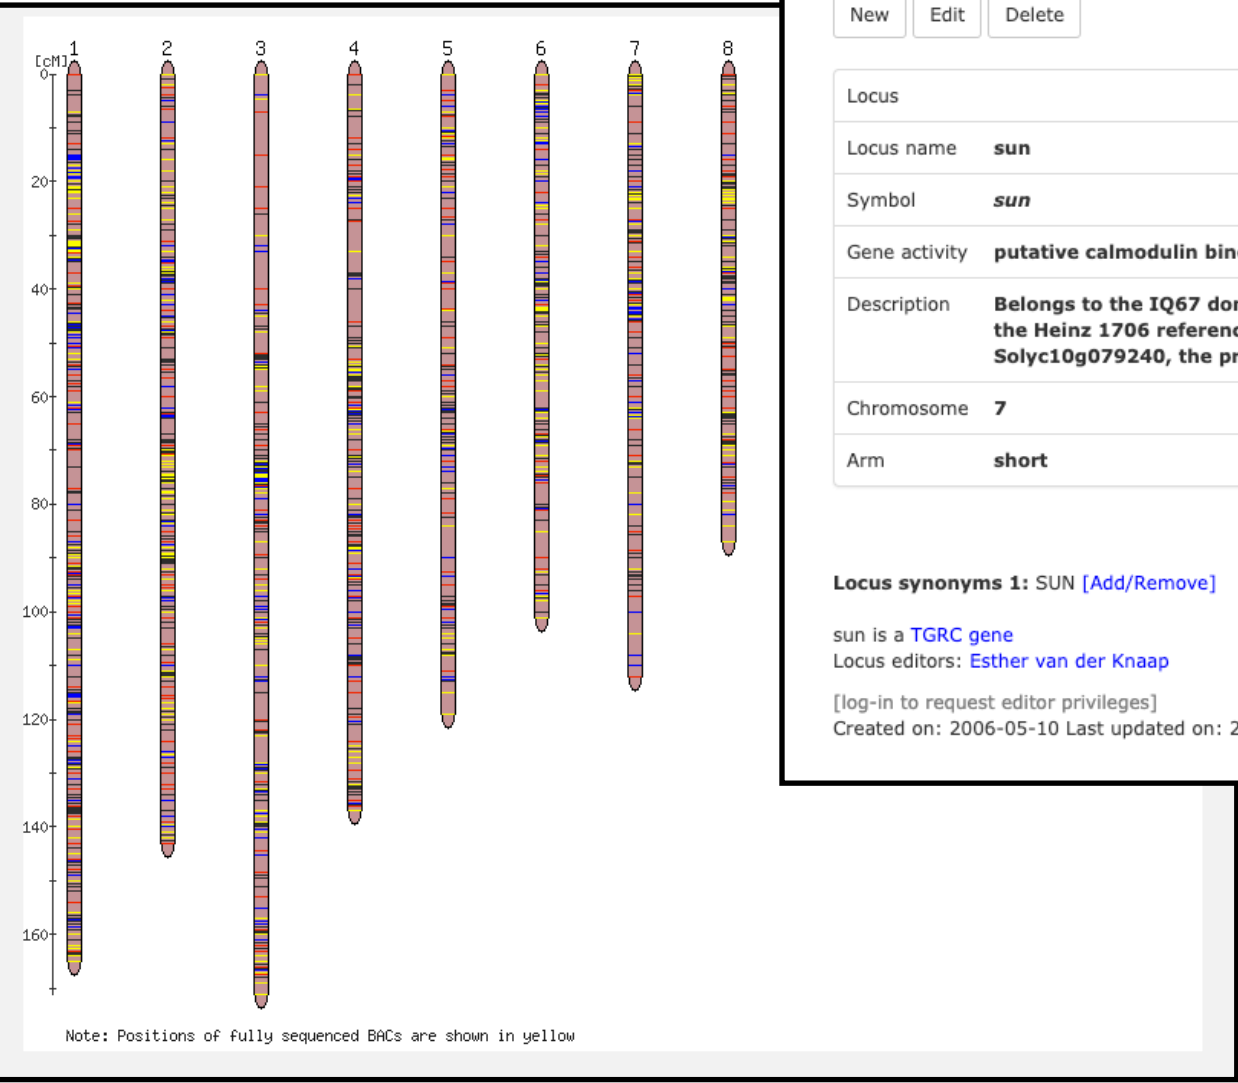 1 2 3 4 5 6 7 8
[cM]
0
20
40
60
80
100
120
140
160
Note: Positions of fully sequenced BACs are shown in yellow
New Edit Delete
Locus
Locus name sun
Symbol sun
Gene activity putative calmodulin bin
Description Belongs to the IQ67 do
the Heinz 1706 referen
Solyc10g079240, the p
Chromosome 7
Arm short
Locus synonyms 1: SUN [Add/Remove]
sun is a TGRC gene
Locus editors: Esther van der Knaap
[log-in to request editor privileges]
Created on: 2006-05-10 Last updated on: 2